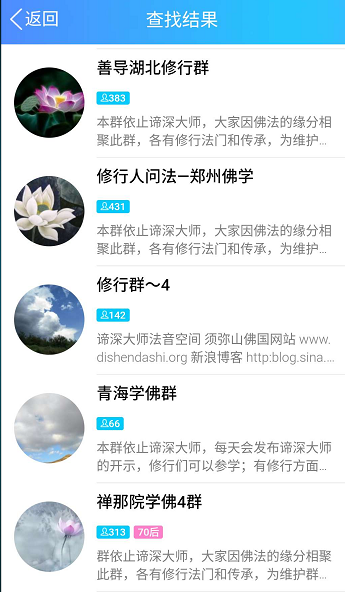 返回
查找结果
善导湖北修行群
383
本群依止谛深大师，大家因佛法的缘分相
聚此群，各有修行法门和传承，为维护...
修行人问法—郑州佛学
431
本群依止谛深大师，大家因佛法的缘分相
聚此群，各有修行法门和传承，为维护...
修行群～4
142
谛深大师法音空间 须弥山佛国网站 www.
dishendashi.org 新浪博客 http:blog.sina....
青海学佛群
66
本群依止谛深大师，每天会发布谛深大师
的开示，修行们可以参学；有修行方面...
禅那院学佛4群
313 70后
群依止谛深大师，大家因佛法的缘分相聚
此群，各有修行法门和传承，为维护群...